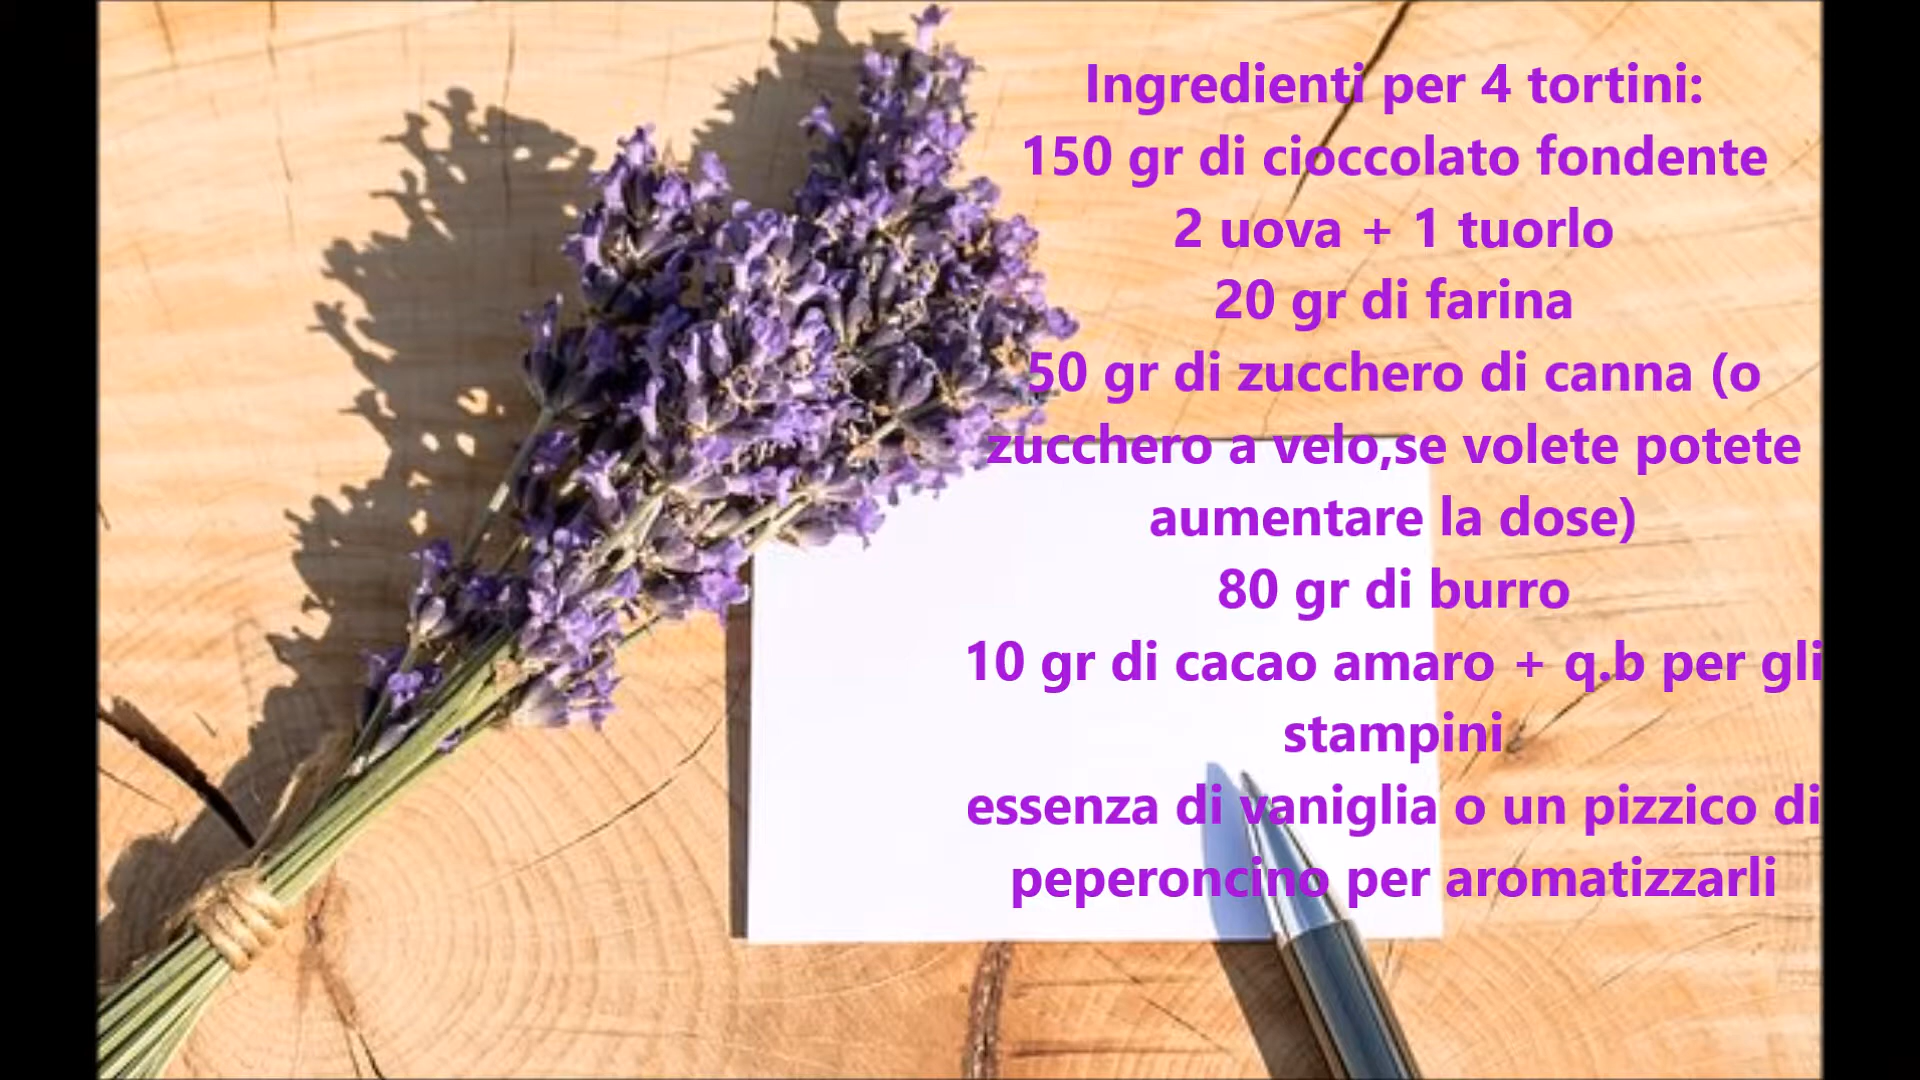 Ingredienti per 4 tortini:
150 gr di cioccolato fondente
2 uova + 1 tuorlo
20 gr di farina
50 gr di zucchero di canna (o
zucchero a velo,se volete potete
aumentare la dose)
80 gr di burro
10 gr di cacao amaro + q.b per gli
stampini
essenza di vaniglia o un pizzico di
peperoncino per aromatizzarli